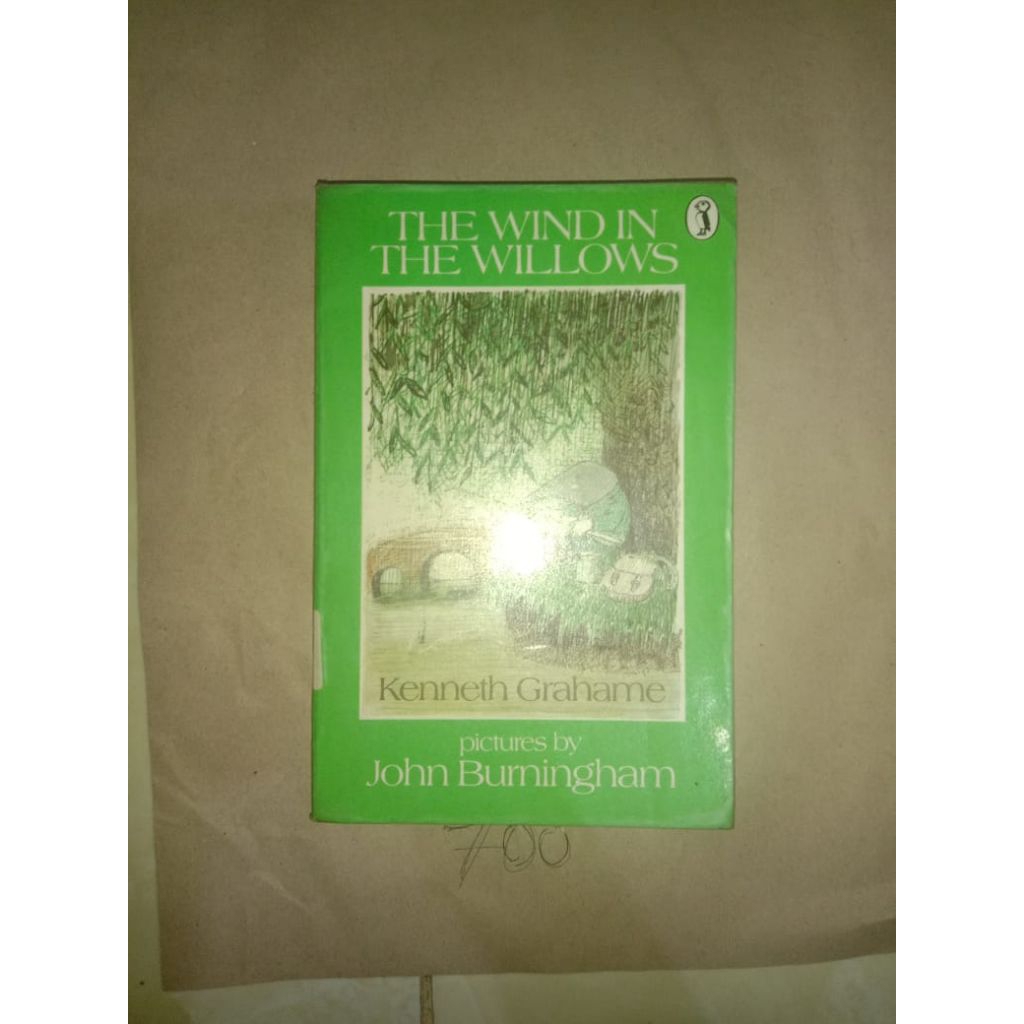 THE WIND IN
THE WILLOWS
Kenneth Grahame
pictures by
John Burningham
700